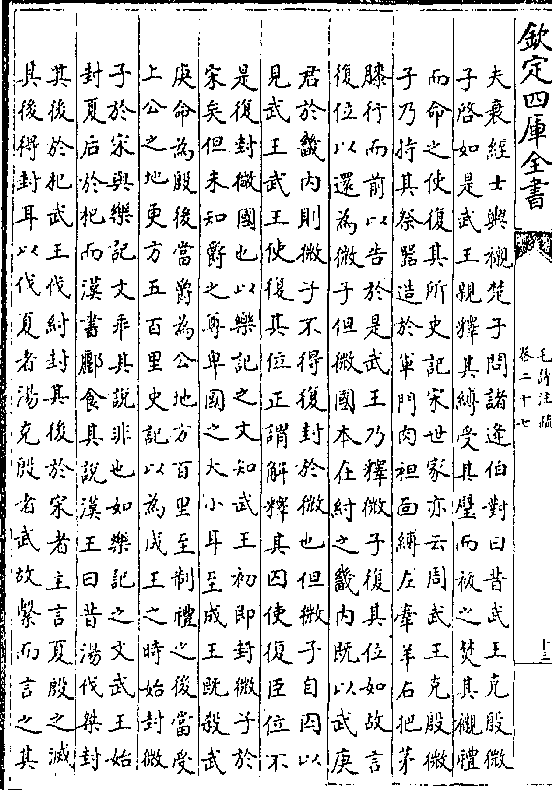 欽定四庫全書
毛詩注疏
卷二十七
十三
夫衰絰士輿櫬楚子問諸逢伯對曰昔武王克殷微
子啓如是武王親釋其縛受其璧而祓之焚其櫬禮
而命之使復其所史記宋世家亦云周武王克殷微
子乃持其祭器造於軍門肉袒面縛左牽羊右把茅
膝行而前以告於是武王乃釋微子復其位如故言
復位以還為微子但微國本在紂之畿内既以武庚
君於畿内則微子不得復封於微也但微子自囚以
見武王武王使復其位正謂解釋其囚使復臣位不
是復封微國也以樂記之文知武王初即封微子於
宋矣但未知爵之尊卑國之大小耳至成王既殺武
庚命為殷後當爵為公地方百里至制禮之後當受
上公之地更方五百里史記以為成王之時始封微
子於宋與樂記文乖其說非也如樂記之文武王始
封夏后於杞而漢書酈食其說漢王曰昔湯伐桀封
其後於杞武王伐紂封其後於宋者主言夏殷之滅
其後得封耳以伐夏者湯克殷者武故繫而言之其